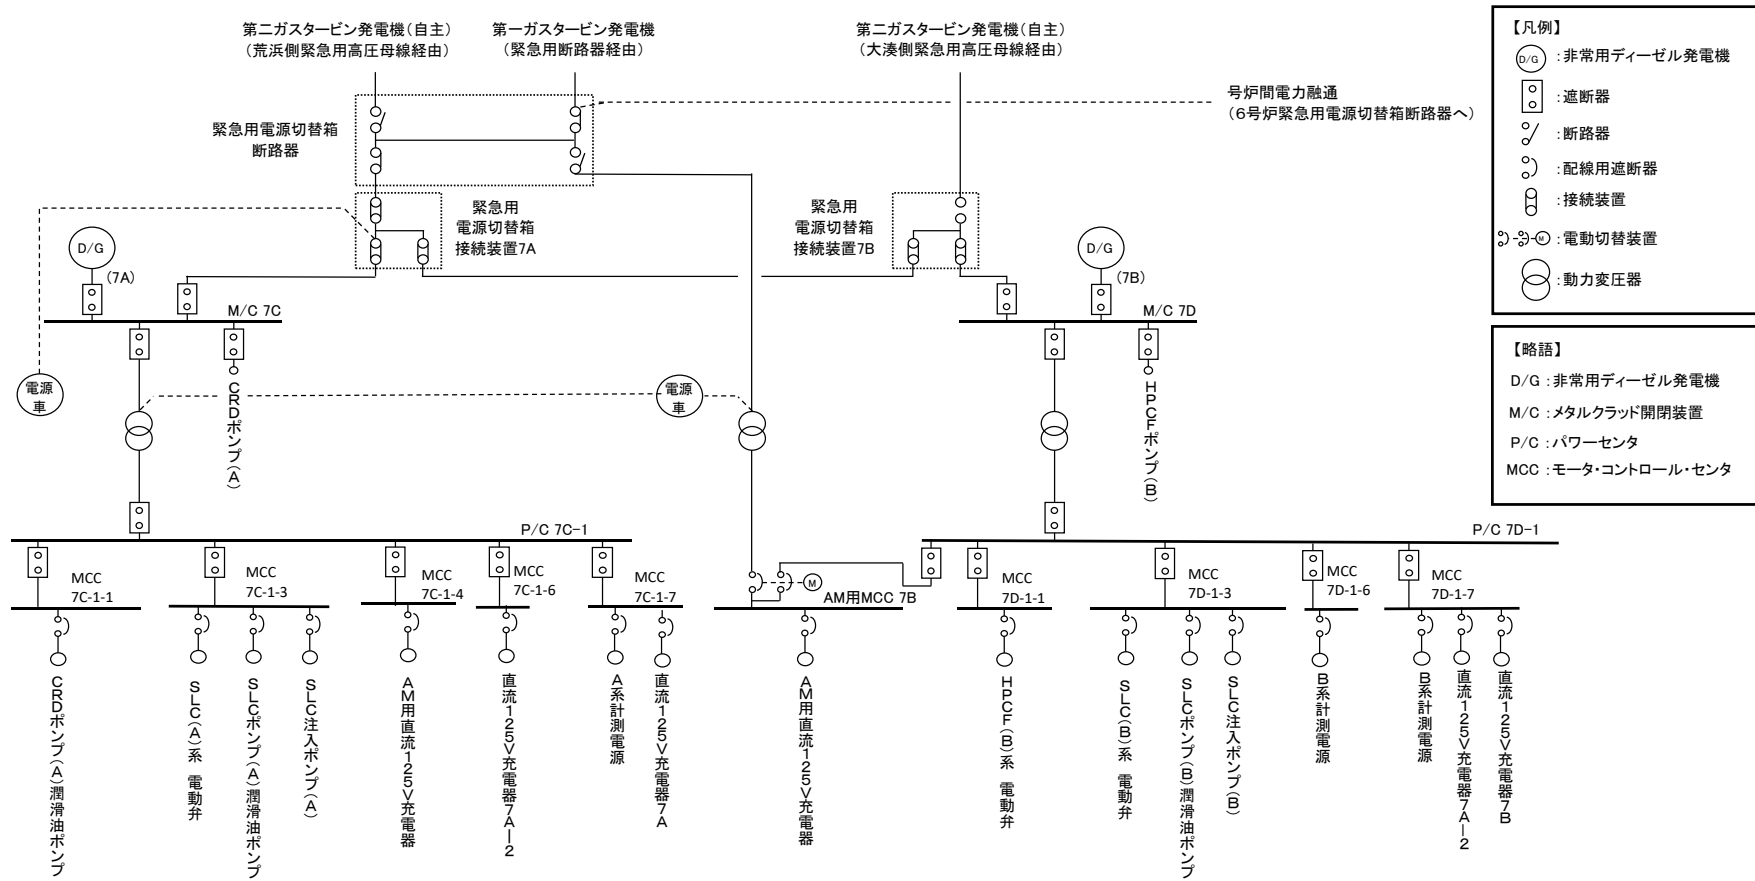 第二ガスタービン発電機(自主)
(荒浜側緊急用高圧母線経由)
第一ガスタービン発電機
(緊急用断路器経由)
第二ガスタービン発電機(自主)
(大湊側緊急用高圧母線経由)
号炉間電力融通
(6号炉緊急用電源切替箱断路器へ)
緊急用電源切替箱
断路器
緊急用
電源切替箱
接続装置7A
緊急用
電源切替箱
接続装置7B
D/G
(7A)
D/G
(7B)
M/C 7C
M/C 7D
電源
車
電源
車
CRDポンプ(A)
HPCFポンプ(B)
P/C 7C-1
P/C 7D-1
MCC
7C-1-1
MCC
7C-1-3
MCC
7C-1-4
MCC
7C-1-6
MCC
7C-1-7
M
AM用MCC 7B
MCC
7D-1-1
MCC
7D-1-3
MCC
7D-1-6
MCC
7D-1-7
CRDポンプ(A)潤滑油ポンプ
SLC(A)系 電動弁
SLCポンプ(A)潤滑油ポンプ
SLC注入ポンプ(A)
AM用直流125V充電器
直流125V充電器7A-2
A系計測電源
直流125V充電器7A
AM用直流125V充電器
HPCF(B)系 電動弁
SLC(B)系 電動弁
SLCポンプ(B)潤滑油ポンプ
SLC注入ポンプ(B)
B系計測電源
B系計測電源
直流125V充電器7A-2
直流125V充電器7B
【凡例】
D/G :非常用ディーゼル発電機
:遮断器
:断路器
:配線用遮断器
:接続装置
M :電動切替装置
:動力変圧器
【略語】
D/G :非常用ディーゼル発電機
M/C :メタルクラッド開閉装置
P/C :パワーセンタ
MCC :モータ・コントロール・センタ